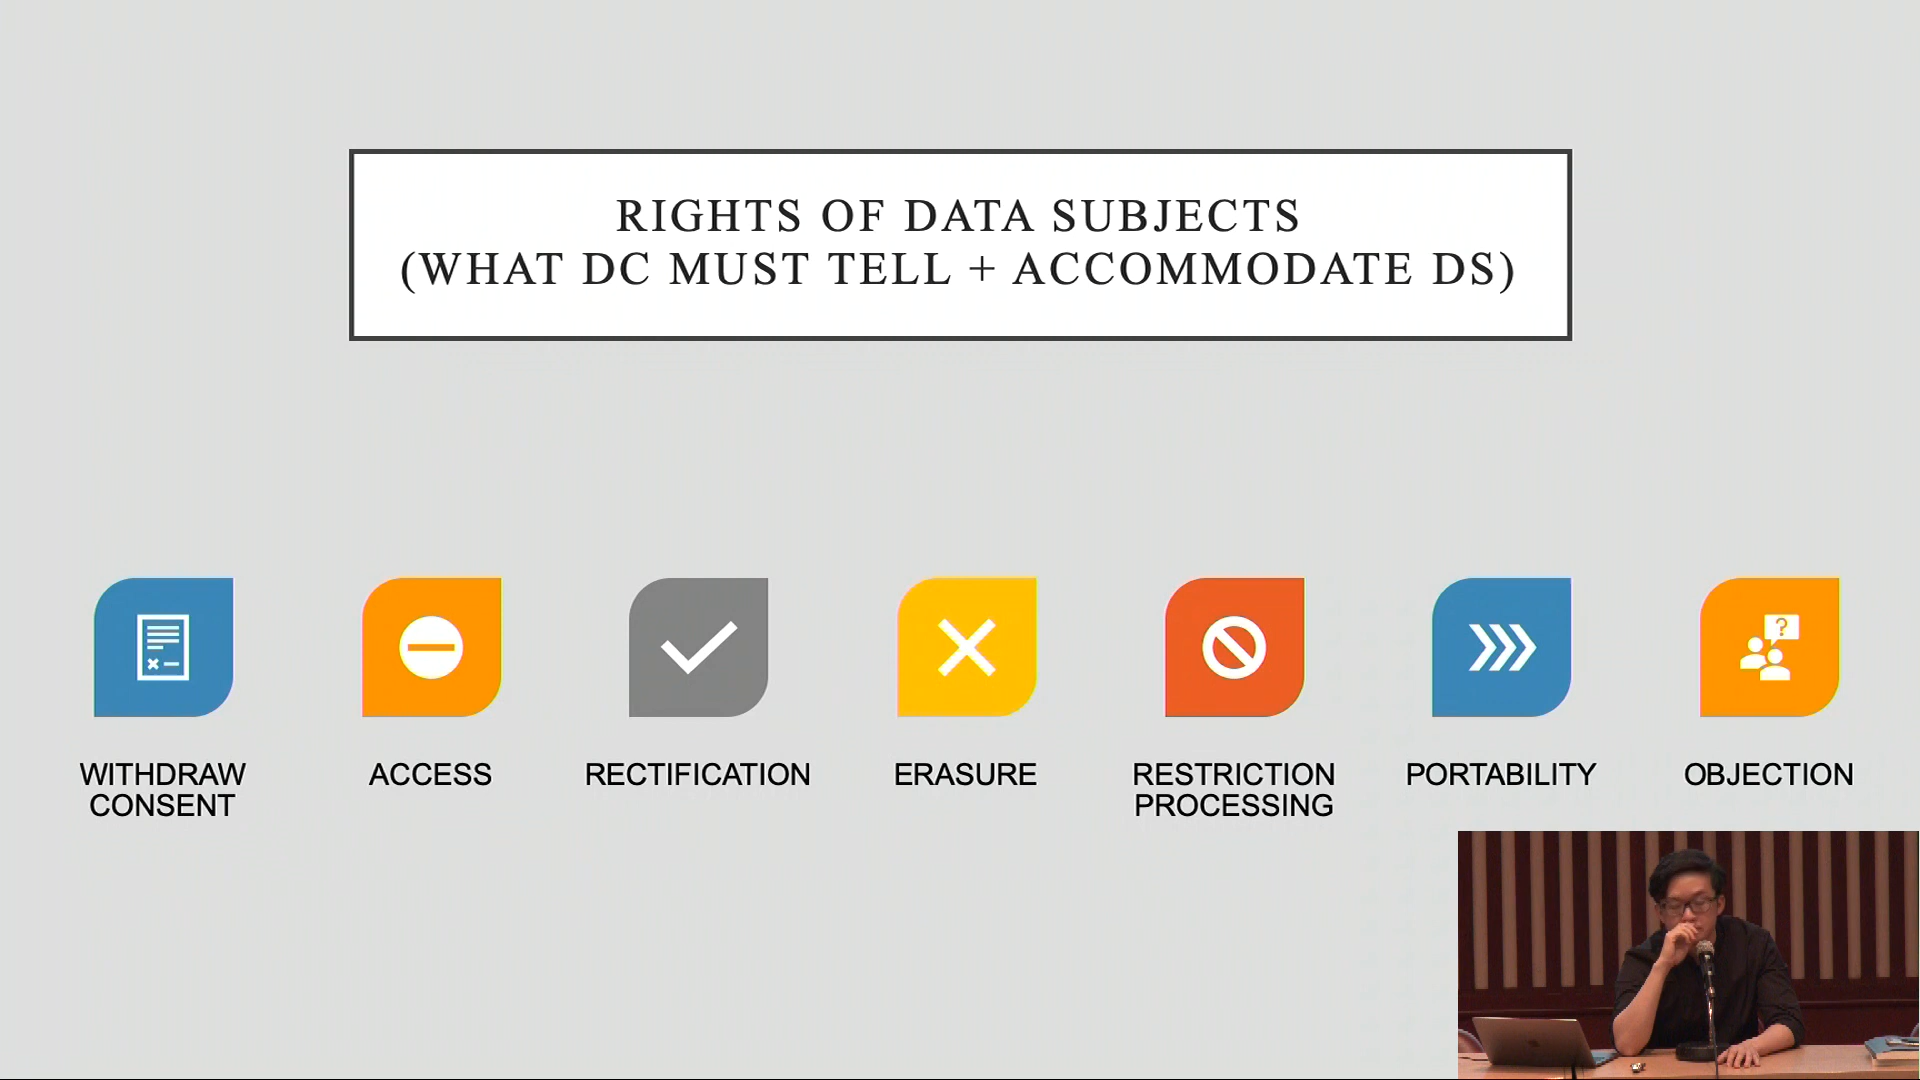 RIGHTS OF DATA SUBJECTS
(WHAT DC MUST TELL + ACCOMMODATE DS)
WITHDRAW
CONSENT
ACCESS
RECTIFICATION
ERASURE
RESTRICTION
PROCESSING
PORTABILITY
OBJECTION
?